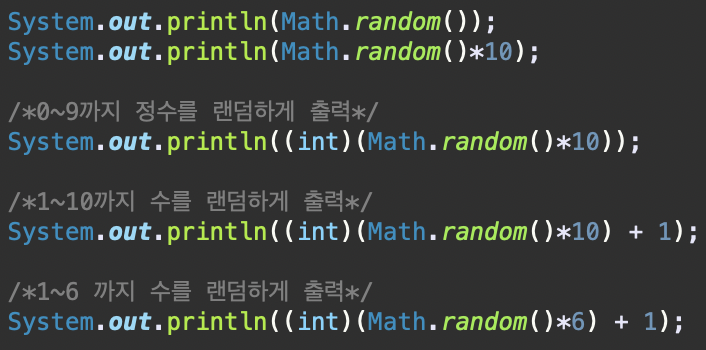 System.out.println(Math.random());
System.out.println(Math.random()*10);
/*0~9까지 정수를 랜덤하게 출력*/
System.out.println((int)(Math.random()*10));
/*1~10까지 수를 랜덤하게 출력*/
System.out.println((int)(Math.random()*10) + 1);
/*1~6 까지 수를 랜덤하게 출력*/
System.out.println((int)(Math.random()*6) + 1);